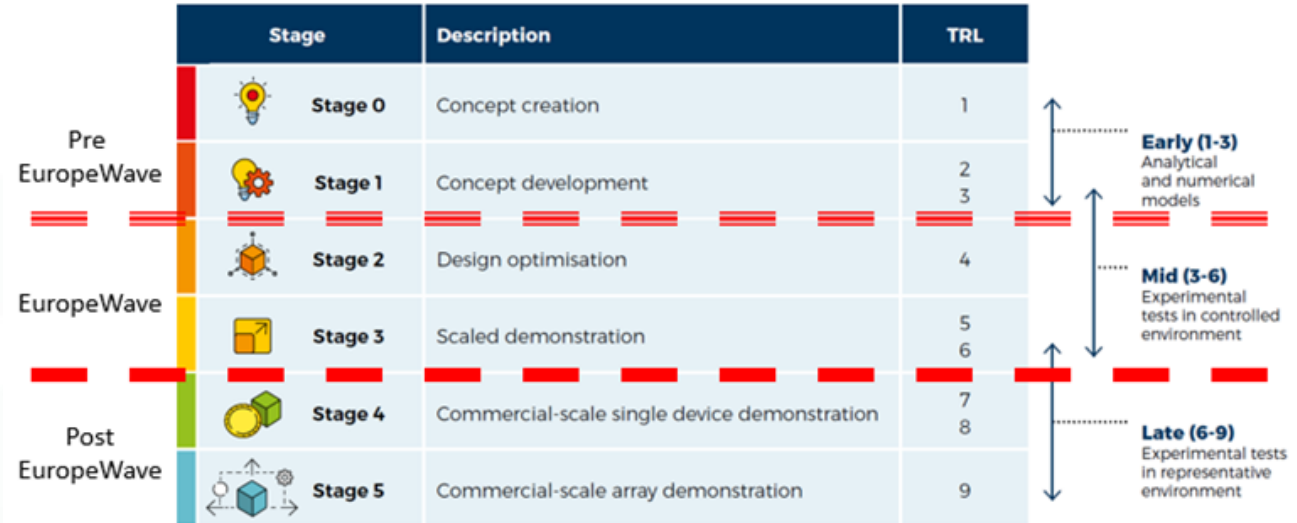 Stage Description TRL
Pre
EuropeWave
Stage 0 Concept creation 1
Stage 1 Concept development 2
3
Early (1-3)
Analytical
and numerical
models
EuropeWave
Stage 2 Design optimisation 4
Stage 3 Scaled demonstration 5
6
Mid (3-6)
Experimental
tests in controlled
environment
Post
EuropeWave
Stage 4 Commercial-scale single device demonstration 7
8
Stage 5 Commercial-scale array demonstration 9
Late (6-9)
Experimental tests
in representative
environment